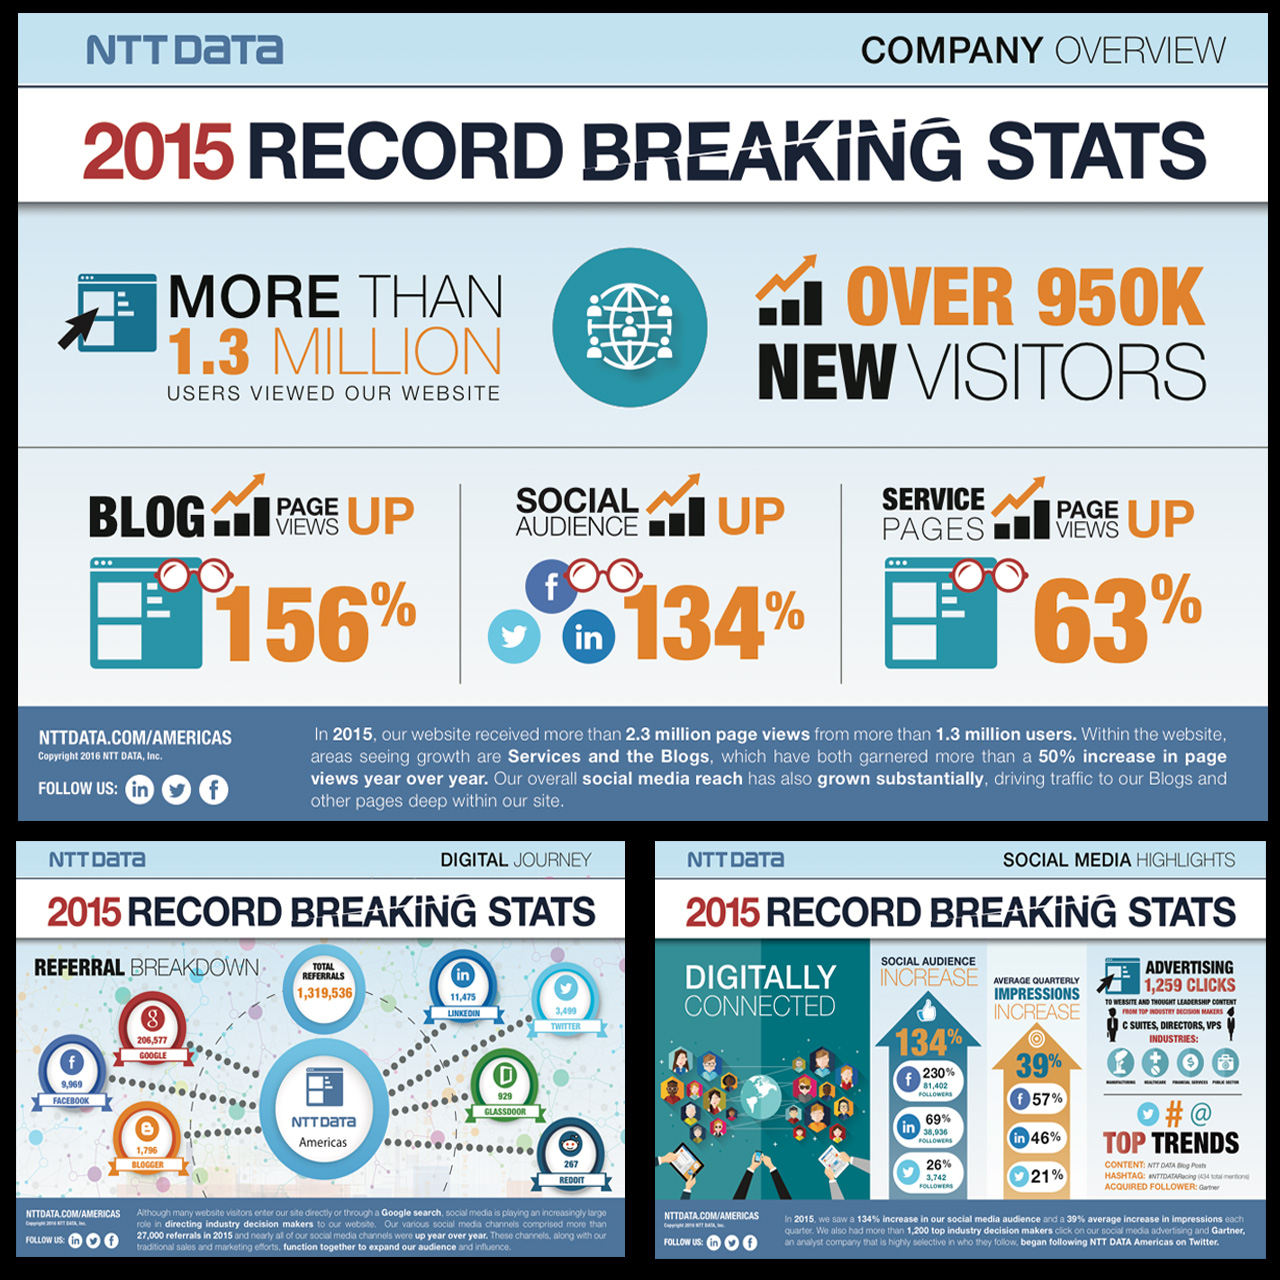 NTT DATA
COMPANY OVERVIEW
2015 RECORD BREAKING STATS
MORE THAN
1.3 MILLION
USERS VIEWED OUR WEBSITE
OVER 950K
NEW VISITORS
BLOG PAGE VIEWS UP
156%
SOCIAL AUDIENCE UP
f
in
134%
SERVICE PAGES PAGE VIEWS UP
63%
NTTDATA.COM/AMERICAS
Copyright 2016 NTT DATA, Inc.
FOLLOW US: in f
In 2015, our website received more than 2.3 million page views from more than 1.3 million users. Within the website,
areas seeing growth are Services and the Blogs, which have both garnered more than a 50% increase in page
views year over year. Our overall social media reach has also grown substantially, driving traffic to our Blogs and
other pages deep within our site.
NTT DATA
DIGITAL JOURNEY
2015 RECORD BREAKING STATS
REFERRAL BREAKDOWN
TOTAL
REFERRALS
1,319,536
in
11,475
LINKEDIN
3,499
TWITTER
8
206,577
GOOGLE
f
9,969
FACEBOOK
929
GLASSDOOR
NTT DATA
Americas
1,796
BLOGGER
267
REDDIT
NTTDATA.COM/AMERICAS
Copyright 2016 NTT DATA, Inc.
FOLLOW US: in f
Although many website visitors enter our site directly or through a Google search, social media is playing an increasingly large
role in directing industry decision makers to our website. Our various social media channels comprised more than
27,000 referrals in 2015 and nearly all of our social media channels were up year over year. These channels, along with our
traditional sales and marketing efforts, function together to expand our audience and influence.
NTT DATA
SOCIAL MEDIA HIGHLIGHTS
2015 RECORD BREAKING STATS
DIGITALLY
CONNECTED
SOCIAL AUDIENCE
INCREASE
134%
f 230%
81,402
FOLLOWERS
in 69%
38,936
FOLLOWERS
26%
3,742
FOLLOWERS
AVERAGE QUARTERLY
IMPRESSIONS
INCREASE
39%
f 57%
in 46%
21%
ADVERTISING
1,259 CLICKS
TO WEBSITE AND THOUGHT LEADERSHIP CONTENT
FROM TOP INDUSTRY DECISION MAKERS
C SUITES, DIRECTORS, VPS
INDUSTRIES:
$
MANUFACTURING HEALTHCARE FINANCIAL SERVICES PUBLIC SECTOR
# @
TOP TRENDS
CONTENT: NTT DATA Blog Posts
HASHTAG: #NTTDATARacing (434 total mentions)
ACQUIRED FOLLOWER: Gartner
NTTDATA.COM/AMERICAS
Copyright 2016 NTT DATA, Inc.
FOLLOW US: in f
In 2015, we saw a 134% increase in our social media audience and a 39% average increase in impressions each
quarter. We also had more than 1,200 top industry decision makers click on our social media advertising and Gartner,
an analyst company that is highly selective in who they follow, began following NTT DATA Americas on Twitter.